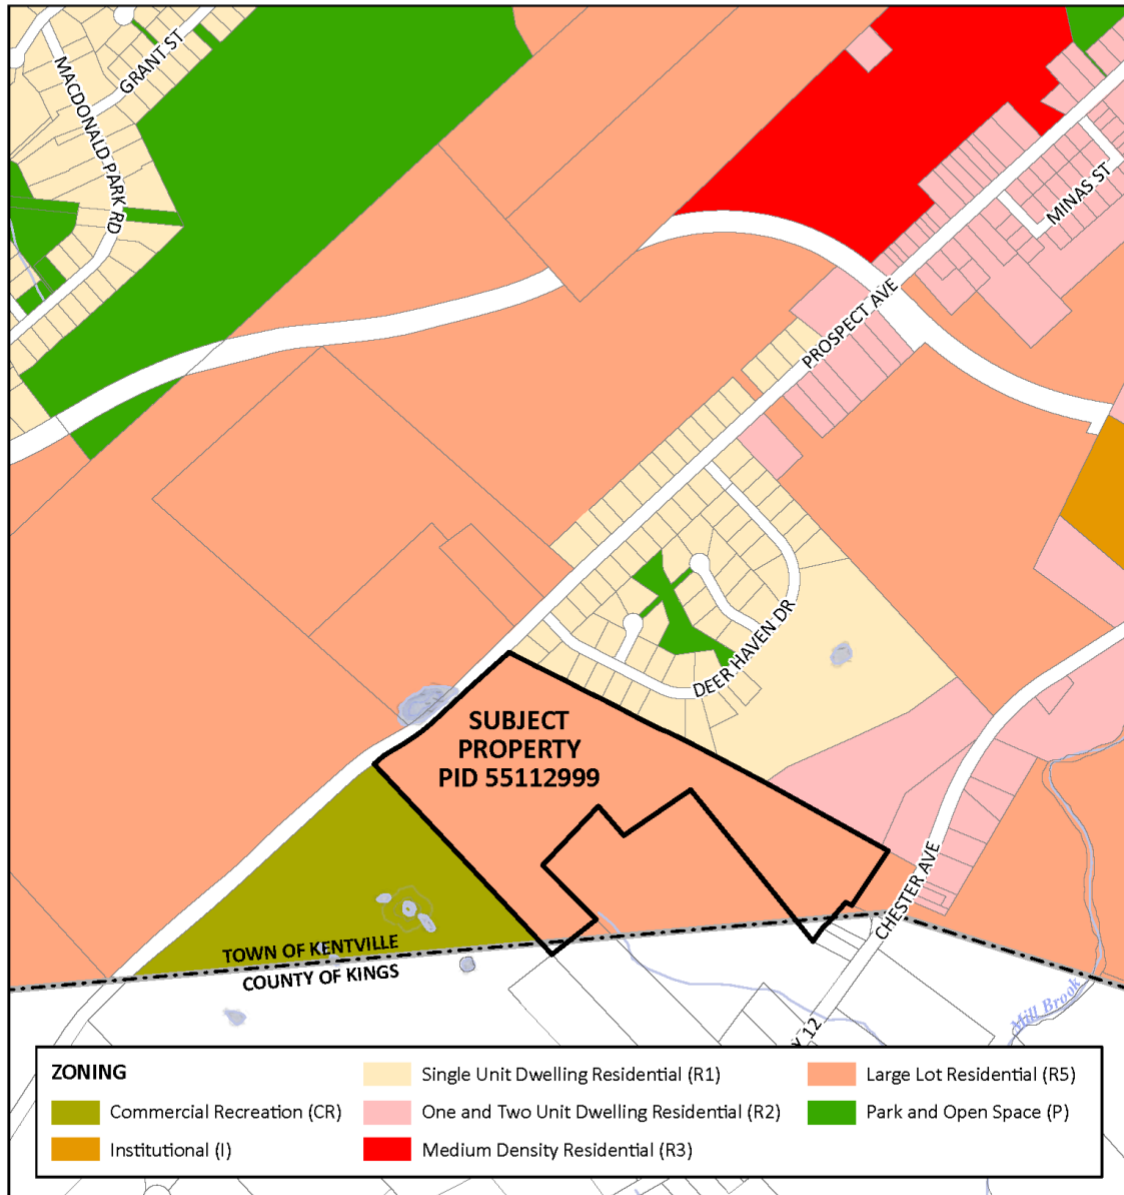 GRANT ST
MACDONALD PARK RD
MINAS ST
PROSPECT AVE
DEER HAVEN DR
SUBJECT
PROPERTY
PID 55112999
CHESTER AVE
TOWN OF KENTVILLE
COUNTY OF KINGS
Mill Brook
y 12
ZONING
Commercial Recreation (CR)
Institutional (I)
Single Unit Dwelling Residential (R1)
One and Two Unit Dwelling Residential (R2)
Medium Density Residential (R3)
Large Lot Residential (R5)
Park and Open Space (P)